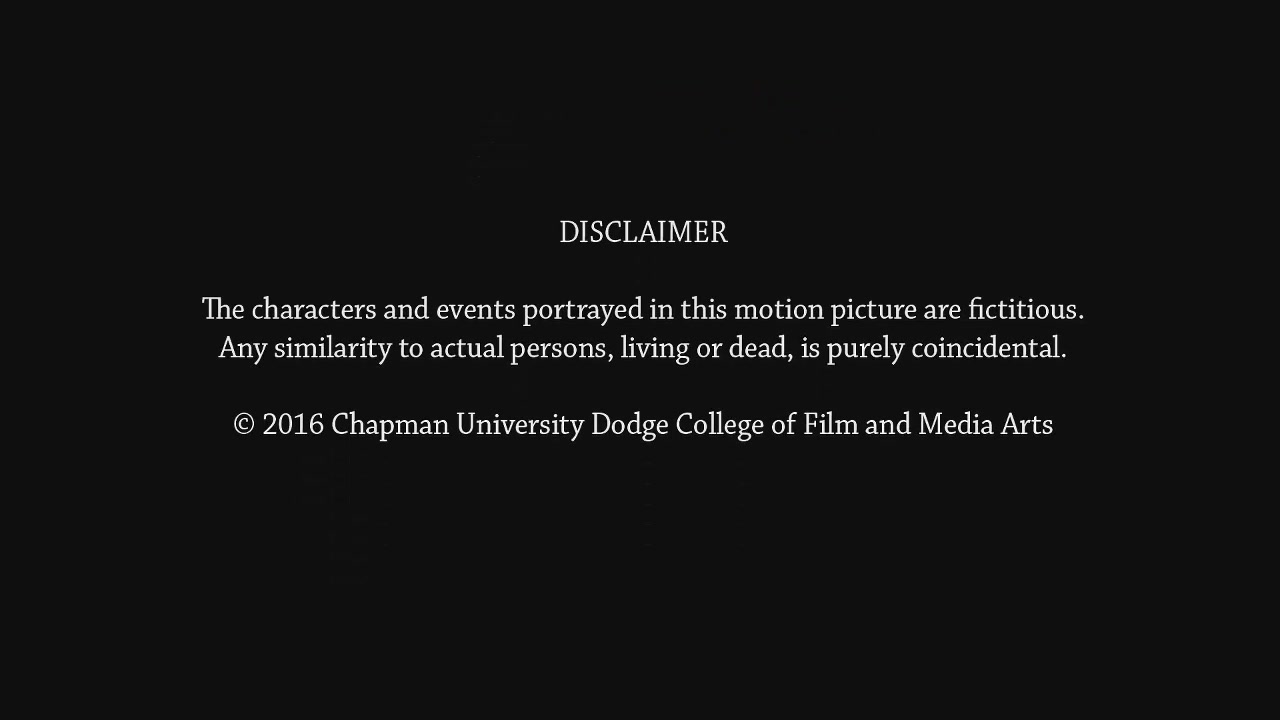 DISCLAIMER
The characters and events portrayed in this motion picture are fictitious.
Any similarity to actual persons, living or dead, is purely coincidental.
© 2016 Chapman University Dodge College of Film and Media Arts